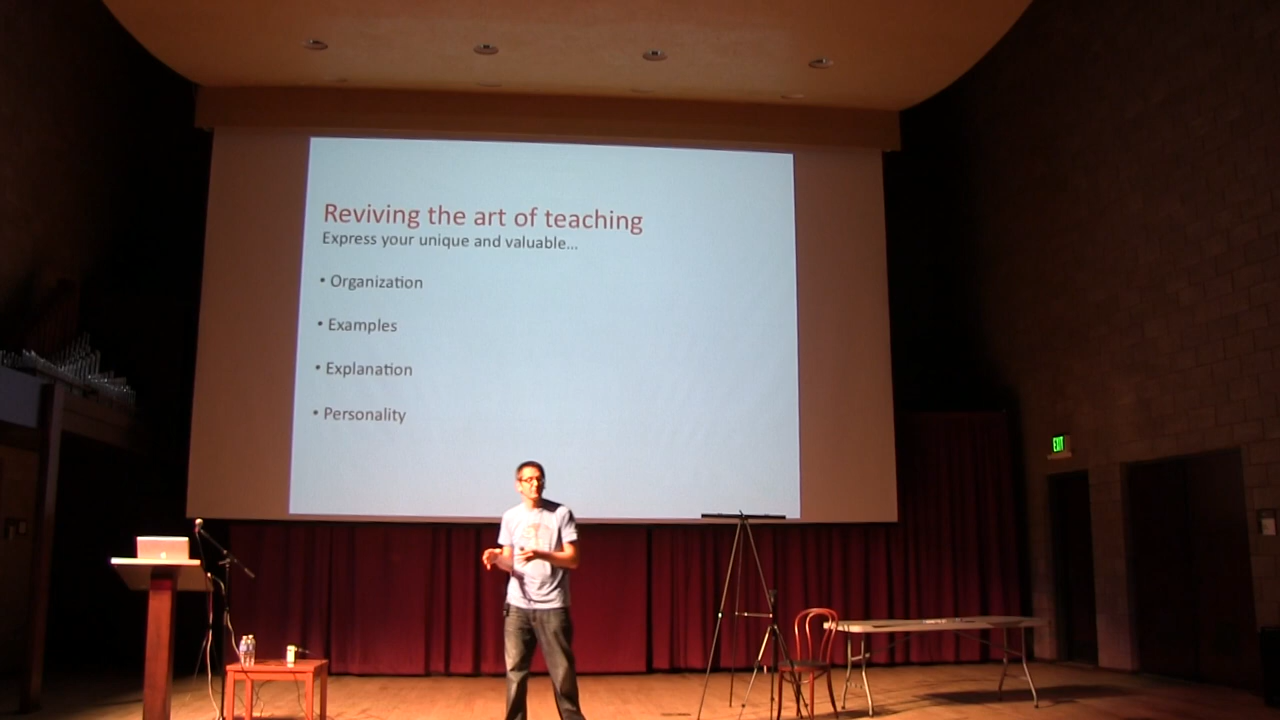 Reviving the art of teaching
Express your unique and valuable...
• Organization
• Examples
• Explanation
• Personality
EXIT